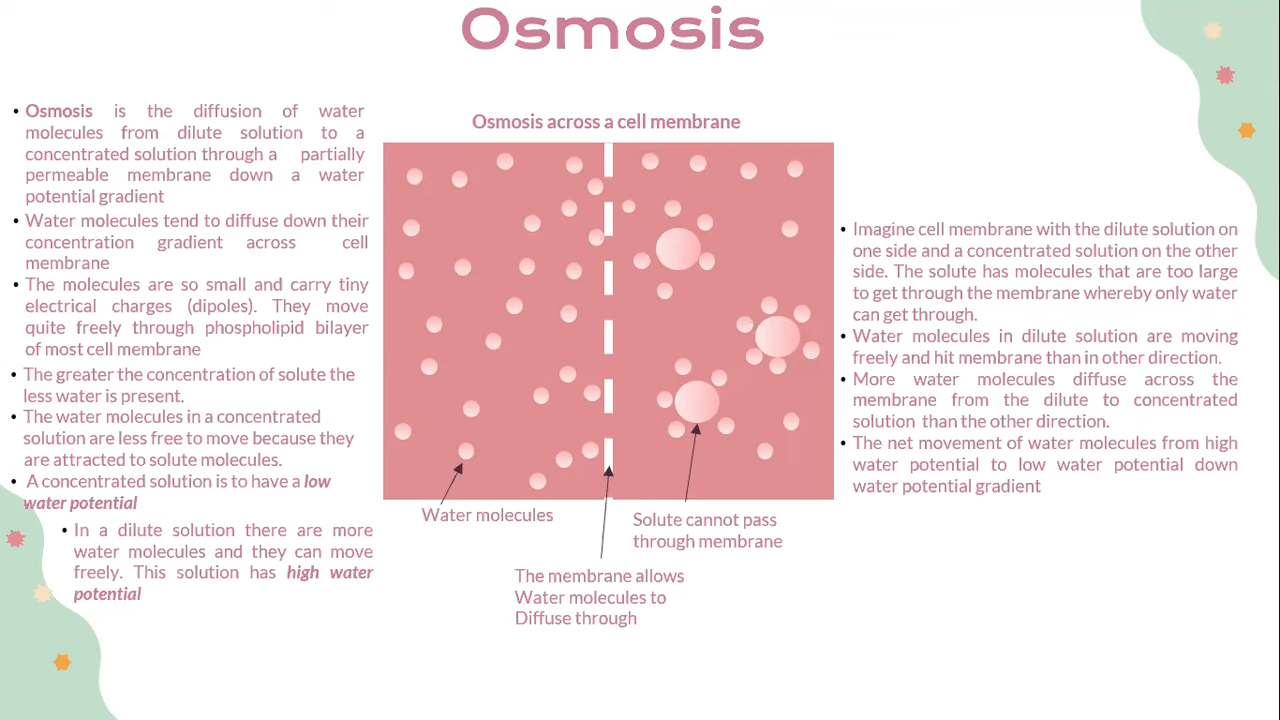 Osmosis
• Osmosis is the diffusion of water
molecules from dilute solution to a
concentrated solution through a partially
permeable membrane down a water
potential gradient
• Water molecules tend to diffuse down their
concentration gradient across cell
membrane
• The molecules are so small and carry tiny
electrical charges (dipoles). They move
quite freely through phospholipid bilayer
of most cell membrane
• The greater the concentration of solute the
less water is present.
• The water molecules in a concentrated
solution are less free to move because they
are attracted to solute molecules.
• A concentrated solution is to have a low
water potential
• In a dilute solution there are more
water molecules and they can move
freely. This solution has high water
potential
Osmosis across a cell membrane
Water molecules
The membrane allows
Water molecules to
Diffuse through
Solute cannot pass
through membrane
• Imagine cell membrane with the dilute solution on
one side and a concentrated solution on the other
side. The solute has molecules that are too large
to get through the membrane whereby only water
can get through.
• Water molecules in dilute solution are moving
freely and hit membrane than in other direction.
• More water molecules diffuse across the
membrane from the dilute to concentrated
solution than the other direction.
• The net movement of water molecules from high
water potential to low water potential down
water potential gradient